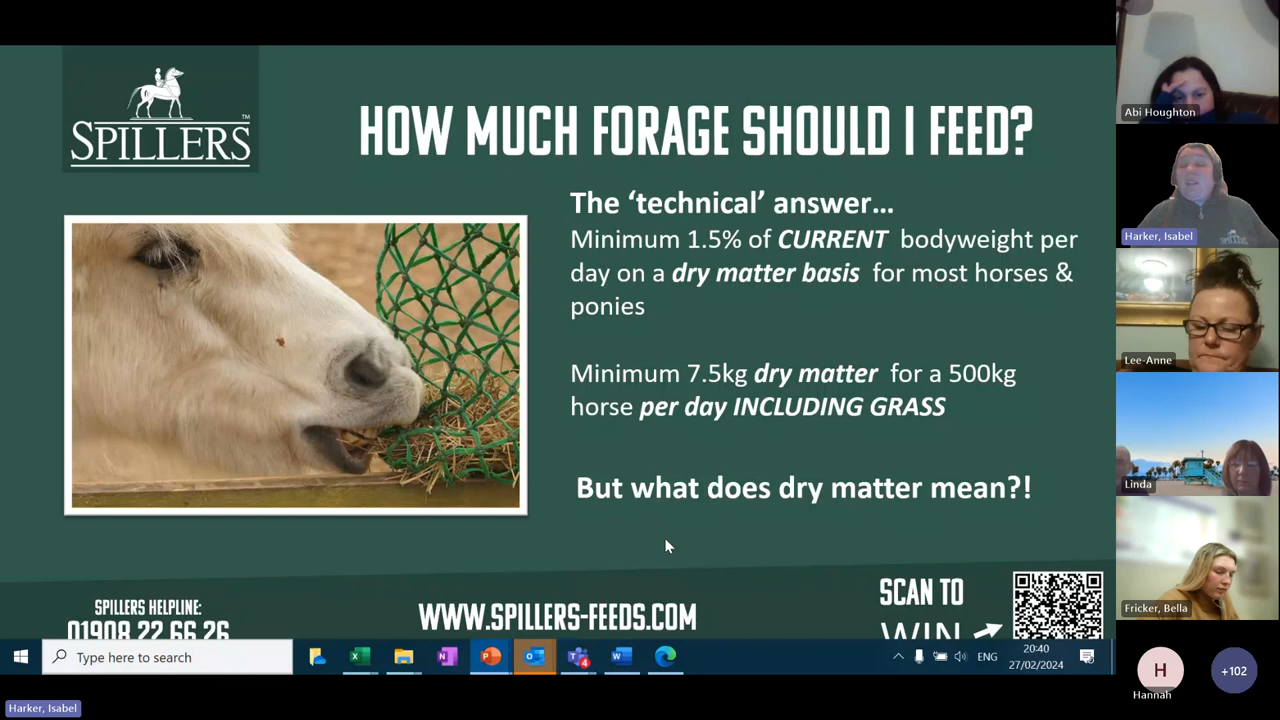 SPILLERS™
HOW MUCH FORAGE SHOULD I FEED?
The ‘technical’ answer…
Minimum 1.5% of CURRENT bodyweight per
day on a dry matter basis for most horses &
ponies
Minimum 7.5kg dry matter for a 500kg
horse per day INCLUDING GRASS
But what does dry matter mean?!
SPILLERS HELPLINE:
01908 22 66 26
WWW.SPILLERS-FEEDS.COM
SCAN TO
WIN
Type here to search
4
ENG
20:40
27/02/2024
Abi Houghton
Harker, Isabel
Lee-Anne
Linda
Fricker, Bella
H
Hannah
+102
Harker, Isabel